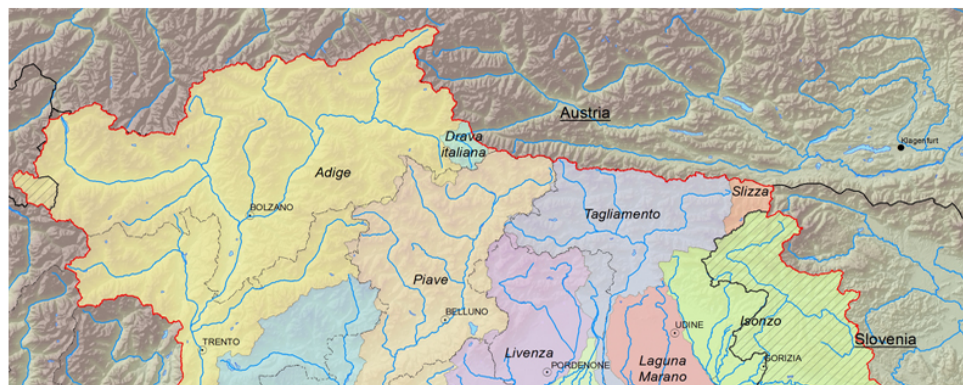 Austria
Drava
italiana
Klagenfurt
Adige
Slizza
BOLZANO
Tagliamento
Piave
BELLUNO
Isonzo
UDINE
TRENTO
Slovenia
Livenza
GORIZIA
PORDENONE
Laguna
Marano